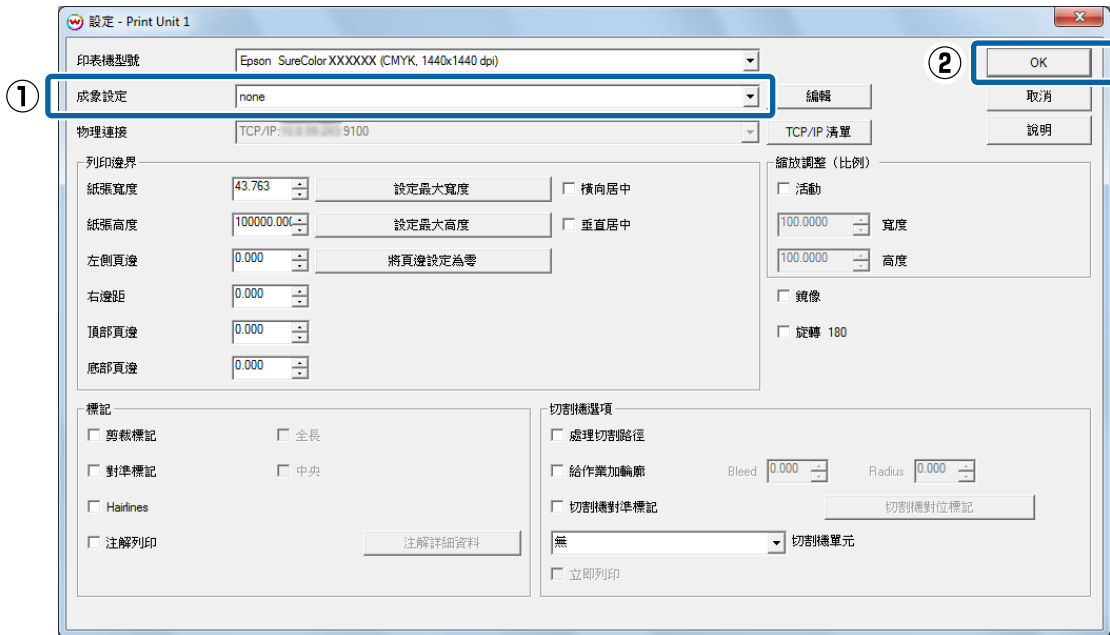 設定 - Print Unit 1
印表機型號 Epson SureColor XXXXXX (CMYK, 1440x1440 dpi) ② OK
① 成象設定 none 編輯 取消
物理連接 TCP/IP: 9100 TCP/IP 清單 說明
列印邊界 縮放調整（比例）
紙張寬度 43.763 設定最大寬度 橫向居中 活動
紙張高度 100000.00 設定最大高度 垂直居中 100.0000 寬度
左側頁邊 0.000 將頁邊設定為零 100.0000 高度
右邊距 0.000 鏡像
頂部頁邊 0.000 旋轉 180
底部頁邊 0.000
標記 切割機選項
剪裁標記 全長 處理切割路徑
對準標記 中央 給作業加輪廓 Bleed 0.000 Radius 0.000
Hairlines 切割機對準標記 切割機對位標記
注解列印 注解詳細資料 無 切割機單元
立即列印